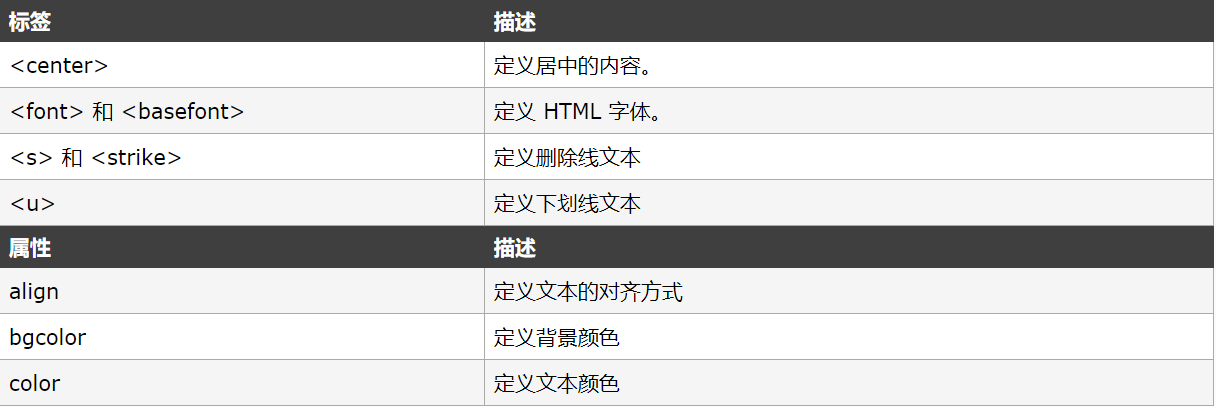 标签 描述
<center> 定义居中的内容。
<font> 和 <basefont> 定义 HTML 字体。
<s> 和 <strike> 定义删除线文本
<u> 定义下划线文本
属性 描述
align 定义文本的对齐方式
bgcolor 定义背景颜色
color 定义文本颜色